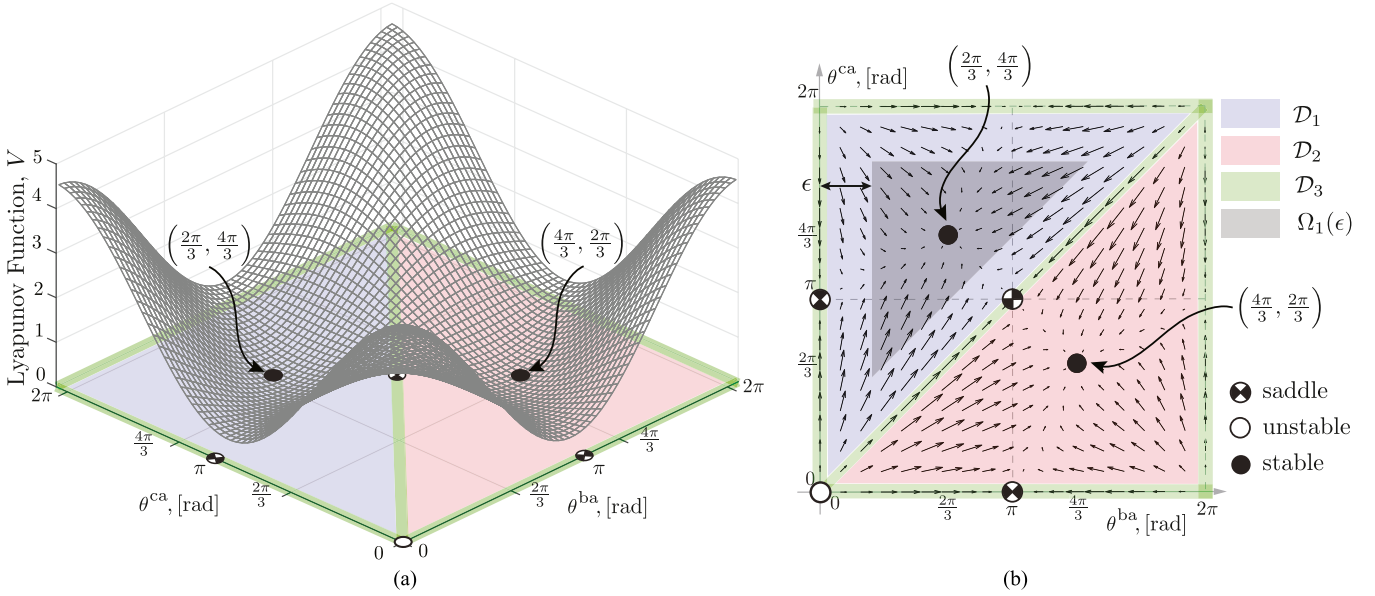 Lyapunov Function, V
5
4
3
2
1
0
2π
4π/3
π
2π/3
0
θ^ca, [rad]
0
2π/3
π
4π/3
2π
θ^ba, [rad]
(2π/3, 4π/3)
(4π/3, 2π/3)
(a)
(2π/3, 4π/3)
θ^ca, [rad]
2π
ϵ
4π/3
π
2π/3
0
0
2π/3
π
4π/3
2π
θ^ba, [rad]
(4π/3, 2π/3)
𝒟₁
𝒟₂
𝒟₃
Ω₁(ϵ)
saddle
unstable
stable
(b)